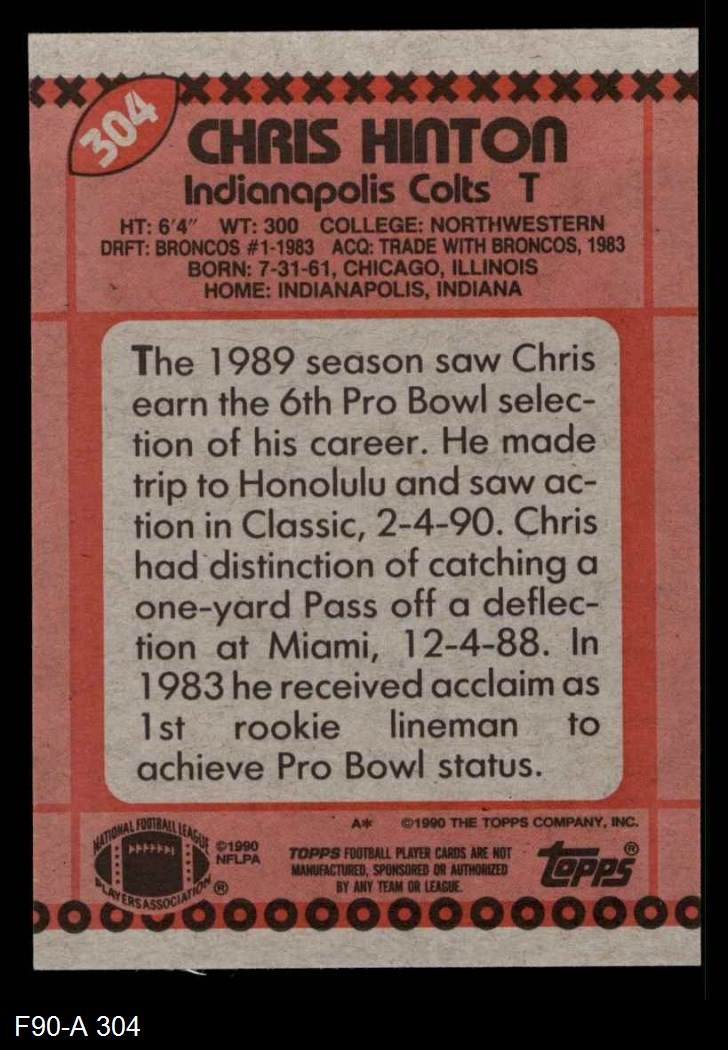 304
CHRIS HINTON
Indianapolis Colts T
HT: 6'4" WT: 300 COLLEGE: NORTHWESTERN
DRFT: BRONCOS #1-1983 ACQ: TRADE WITH BRONCOS, 1983
BORN: 7-31-61, CHICAGO, ILLINOIS
HOME: INDIANAPOLIS, INDIANA
The 1989 season saw Chris
earn the 6th Pro Bowl selec-
tion of his career. He made
trip to Honolulu and saw ac-
tion in Classic, 2-4-90. Chris
had distinction of catching a
one-yard Pass off a deflec-
tion at Miami, 12-4-88. In
1983 he received acclaim as
1st rookie lineman to
achieve Pro Bowl status.
A* ©1990 THE TOPPS COMPANY, INC.
NATIONAL FOOTBALL LEAGUE
PLAYERS ASSOCIATION ®
©1990
NFLPA
TOPPS FOOTBALL PLAYER CARDS ARE NOT
MANUFACTURED, SPONSORED OR AUTHORIZED
BY ANY TEAM OR LEAGUE.
topps®
F90-A 304